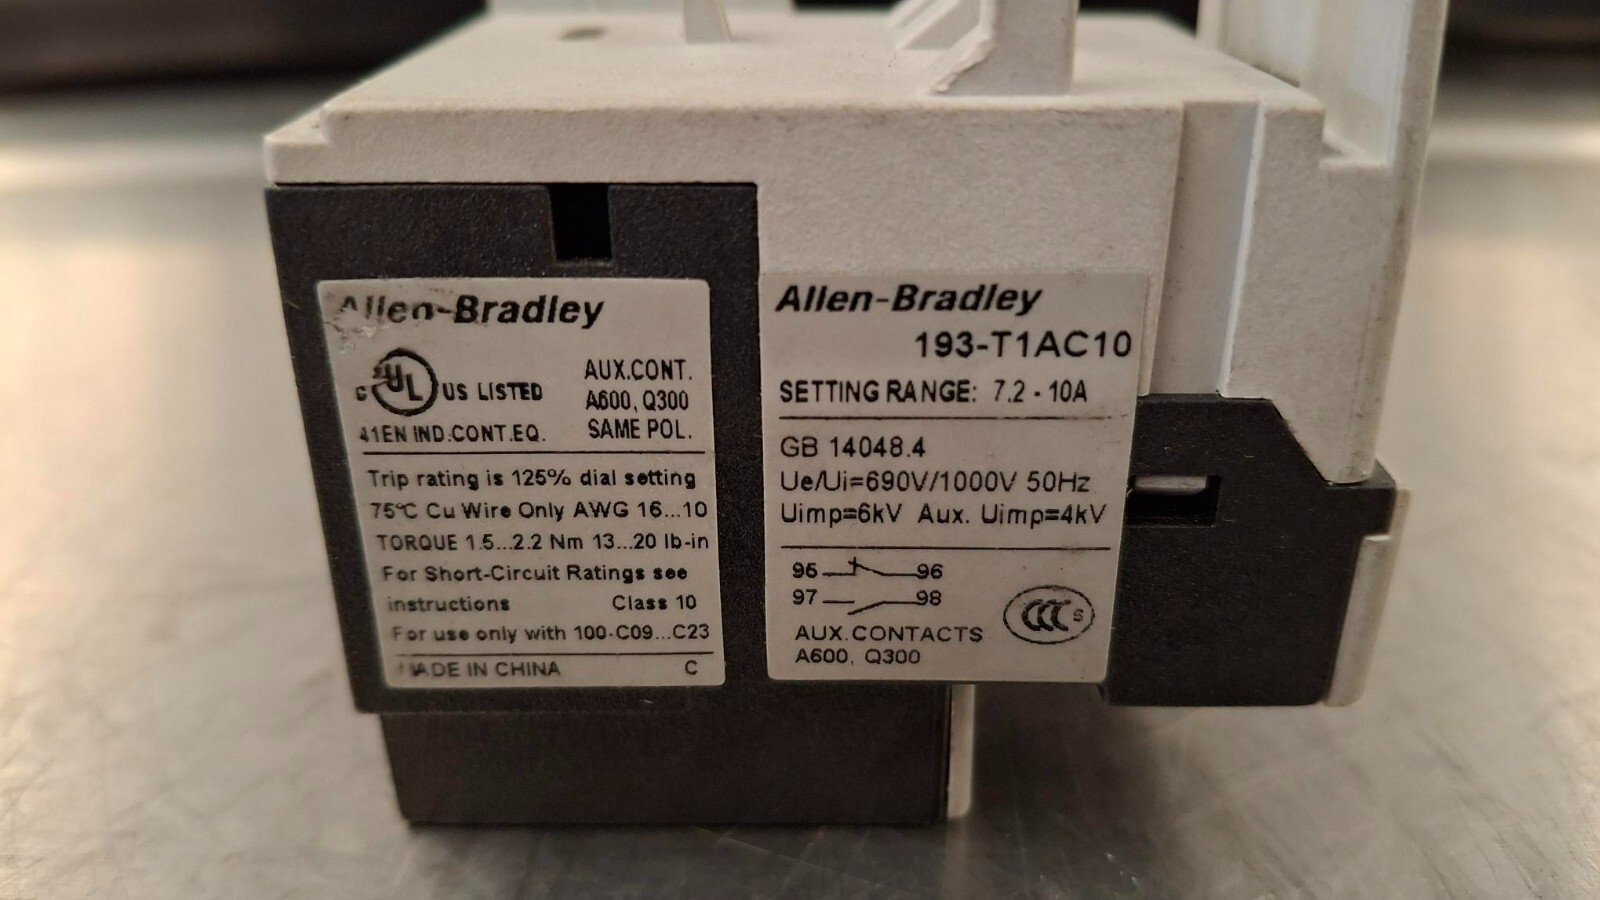 Allen-Bradley
C UL US LISTED
AUX.CONT.
A600, Q300
SAME POL.
41EN IND.CONT.EQ.
Trip rating is 125% dial setting
75°C Cu Wire Only AWG 16...10
TORQUE 1.5...2.2 Nm 13...20 lb-in
For Short-Circuit Ratings see
instructions Class 10
For use only with 100-C09...C23
MADE IN CHINA C
Allen-Bradley
193-T1AC10
SETTING RANGE: 7.2 - 10A
GB 14048.4
Ue/Ui=690V/1000V 50Hz
Uimp=6kV Aux. Uimp=4kV
95 96
97 98
CCC S
AUX.CONTACTS
A600, Q300